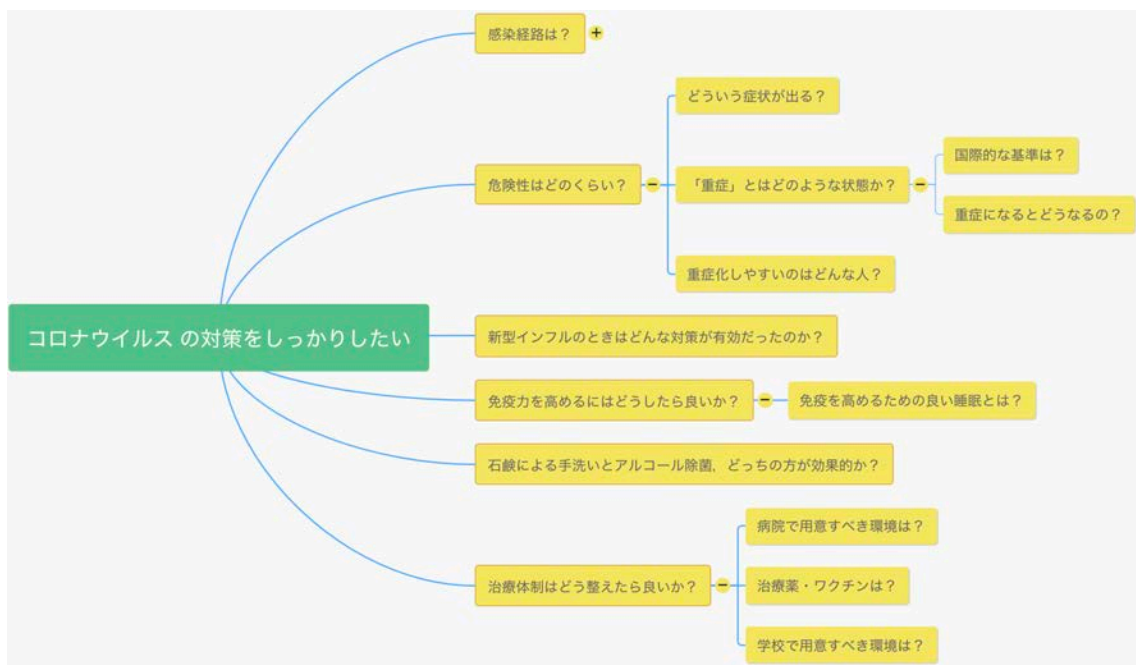 感染経路は？
どういう症状が出る？
国際的な基準は？
危険性はどのくらい？
「重症」とはどのような状態か？
重症になるとどうなるの？
重症化しやすいのはどんな人？
コロナウイルス の対策をしっかりしたい
新型インフルのときはどんな対策が有効だったのか？
免疫力を高めるにはどうしたら良いか？
免疫を高めるための良い睡眠とは？
石鹸による手洗いとアルコール除菌，どっちの方が効果的か？
病院で用意すべき環境は？
治療体制はどう整えたら良いか？
治療薬・ワクチンは？
学校で用意すべき環境は？